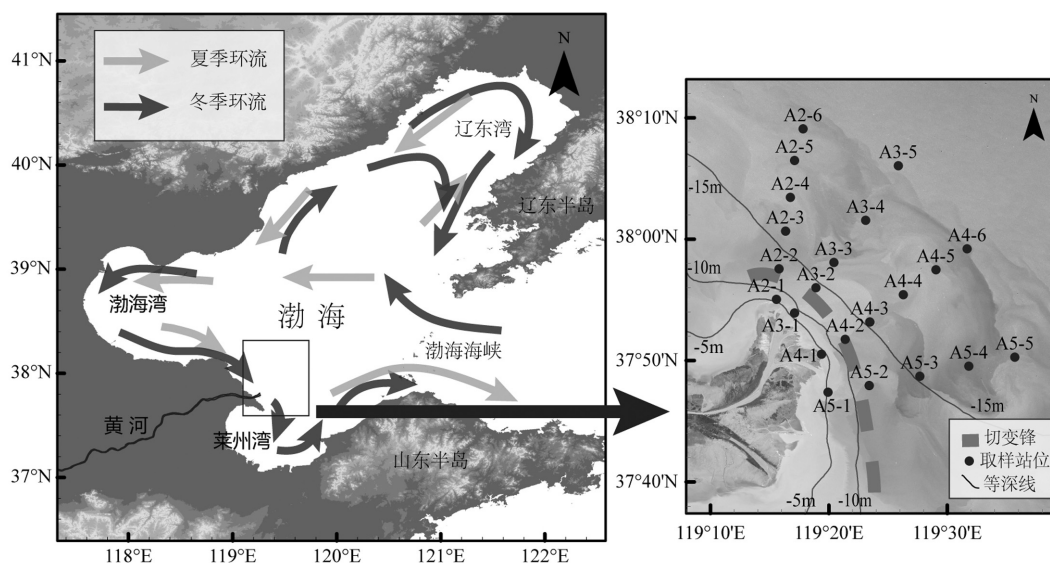 41°N
40°N
39°N
38°N
37°N
夏季环流
冬季环流
N
辽东湾
辽东半岛
渤海湾
渤 海
渤海海峡
黄河
莱州湾
山东半岛
118°E
119°E
120°E
121°E
122°E
38°10'N
38°00'N
37°50'N
37°40'N
N
A2-6
A2-5
A3-5
-15m
A2-4
A3-4
A2-3
A4-6
A3-3
A4-5
A2-2
-10m
A3-2
A4-4
A2-1
A3-1
A4-3
A4-2
-5m
A4-1
A5-5
A5-4
A5-3
A5-2
A5-1
-15m
切变锋
取样站位
等深线
-5m
-10m
119°10'E
119°20'E
119°30'E